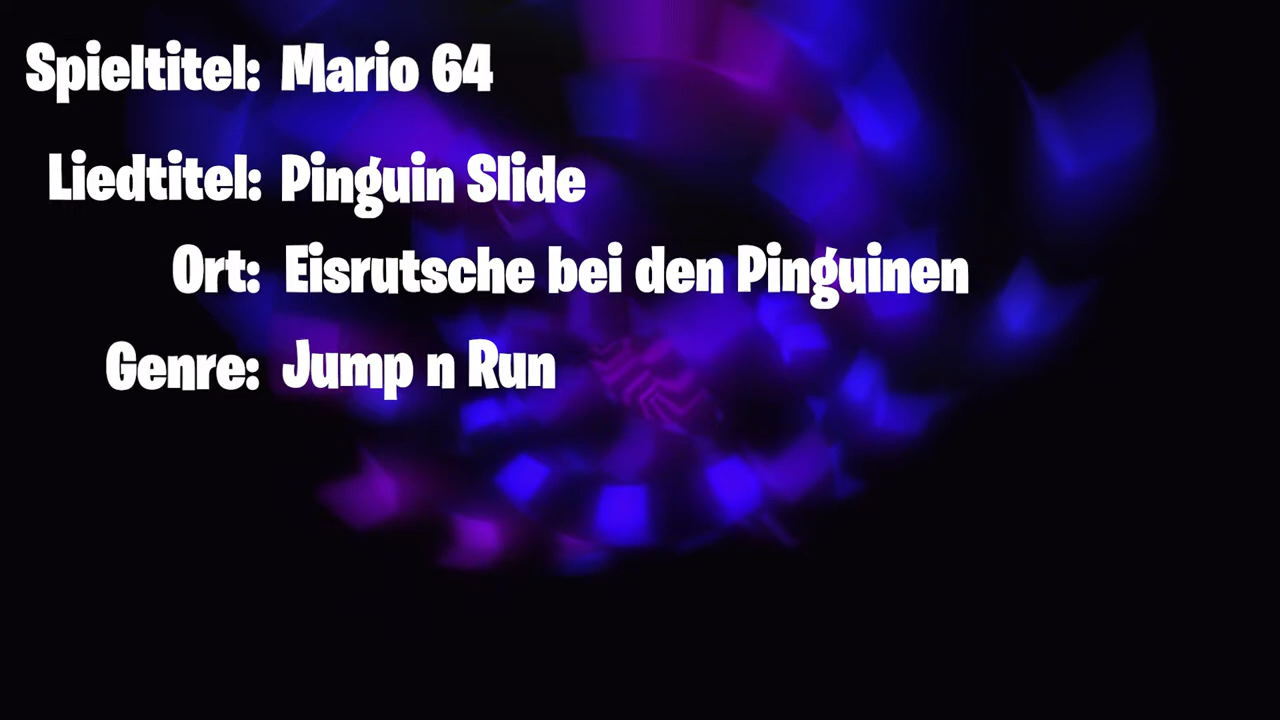 Spieltitel: Mario 64
Liedtitel: Pinguin Slide
Ort: Eisrutsche bei den Pinguinen
Genre: Jump n Run